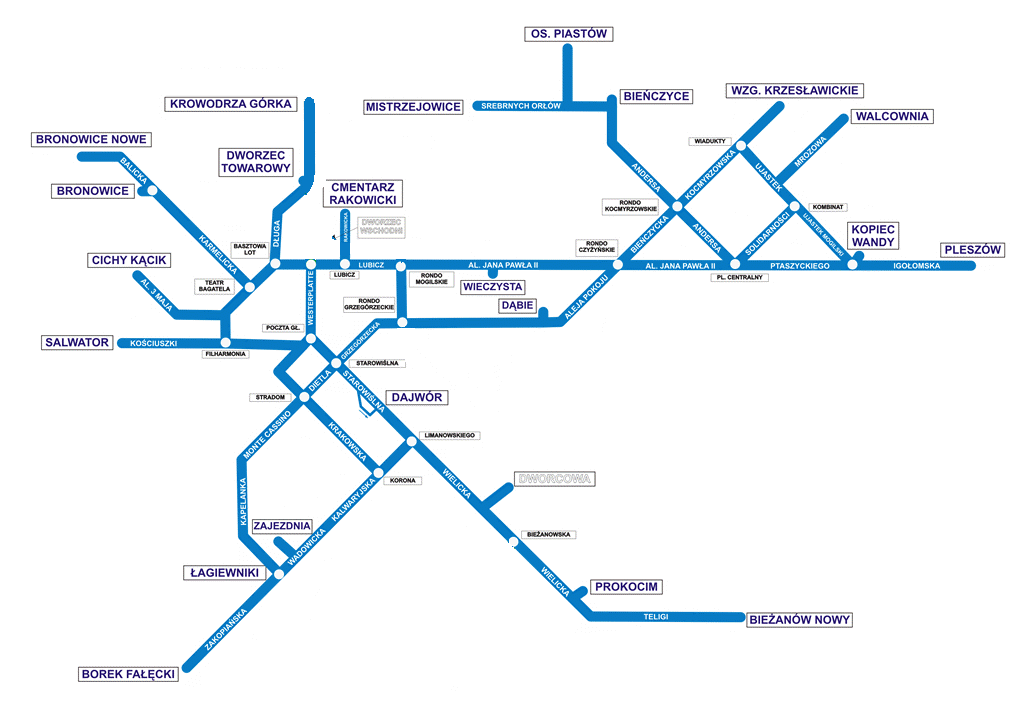 OS. PIASTÓW
WZG. KRZESŁAWICKIE
BIEŃCZYCE
KROWODRZA GÓRKA
MISTRZEJOWICE
SREBRNYCH ORŁÓW
WALCOWNIA
BRONOWICE NOWE
WIADUKTY
MROZOWA
DWORZEC
TOWAROWY
BALICKA
ANDERSA
KOCMYRZOWSKA
UJASTEK
BRONOWICE
CMENTARZ
RAKOWICKI
RONDO
KOCMYRZOWSKIE
KOMBINAT
RAKOWICKA
DWORZEC
WSCHODNI
UJASTEK MOGILSKI
KOPIEC
WANDY
DŁUGA
KARMELICKA
BASZTOWA
LOT
RONDO
CZYŻYŃSKIE
BIEŃCZYCKA
ANDERSA
SOLIDARNOŚCI
PLESZÓW
CICHY KĄCIK
LUBICZ
LUBICZ
AL. JANA PAWŁA II
AL. JANA PAWŁA II
PTASZYCKIEGO
IGOŁOMSKA
PL. CENTRALNY
TEATR
BAGATELA
RONDO
MOGILSKIE
WIECZYSTA
AL. 3 MAJA
WESTERPLATTE
RONDO
GRZEGÓRZECKIE
DĄBIE
ALEJA POKOJU
POCZTA GŁ.
GRZEGÓRZECKA
SALWATOR
KOŚCIUSZKI
FILHARMONIA
STAROWIŚLNA
DIETLA
STAROWIŚLNA
STRADOM
DAJWÓR
MONTE CASSINO
KRAKOWSKA
LIMANOWSKIEGO
KORONA
WIELICKA
DWORCOWA
KAPELANKA
KALWARYJSKA
ZAJEZDNIA
WADOWICKA
BIEŻANOWSKA
ŁAGIEWNIKI
WIELICKA
PROKOCIM
TELIGI
BIEŻANÓW NOWY
ZAKOPIAŃSKA
BOREK FAŁĘCKI